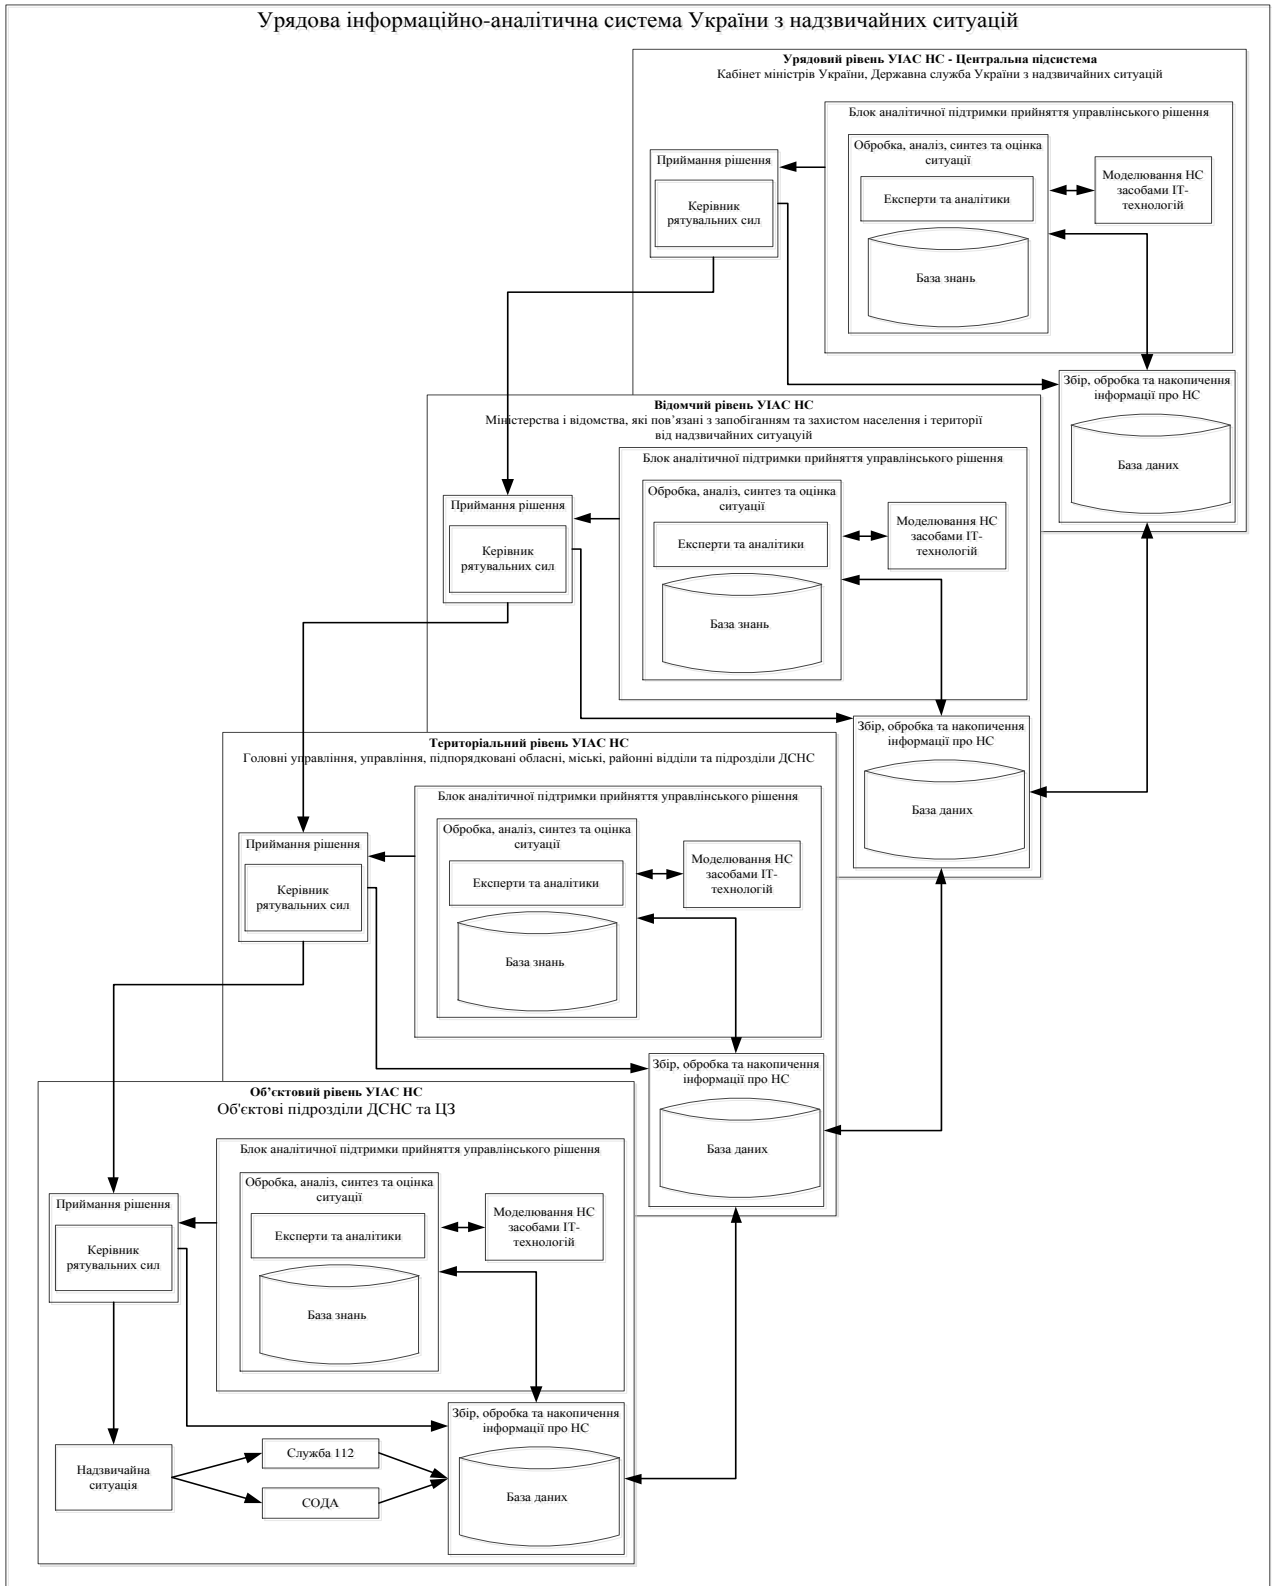 Урядова інформаційно-аналітична система України з надзвичайних ситуацій
Урядовий рівень УІАС НС - Центральна підсистема
Кабінет міністрів України, Державна служба України з надзвичайних ситуацій
Блок аналітичної підтримки прийняття управлінського рішення
Обробка, аналіз, синтез та оцінка
ситуації
Експерти та аналітики
База знань
Моделювання НС
засобами ІТ-
технологій
Приймання рішення
Керівник
рятувальних сил
Збір, обробка та накопичення
інформації про НС
База даних
Відомчий рівень УІАС НС
Міністерства і відомства, які пов’язані з запобіганням та захистом населення і території
від надзвичайних ситуацуій
Блок аналітичної підтримки прийняття управлінського рішення
Обробка, аналіз, синтез та оцінка
ситуації
Експерти та аналітики
База знань
Моделювання НС
засобами ІТ-
технологій
Приймання рішення
Керівник
рятувальних сил
Збір, обробка та накопичення
інформації про НС
База даних
Територіальний рівень УІАС НС
Головні управління, управління, підпорядковані обласні, міські, районні відділи та підрозділи ДСНС
Блок аналітичної підтримки прийняття управлінського рішення
Обробка, аналіз, синтез та оцінка
ситуації
Експерти та аналітики
База знань
Моделювання НС
засобами ІТ-
технологій
Приймання рішення
Керівник
рятувальних сил
Збір, обробка та накопичення
інформації про НС
База даних
Об’єктовий рівень УІАС НС
Об'єктові підрозділи ДСНС та ЦЗ
Блок аналітичної підтримки прийняття управлінського рішення
Обробка, аналіз, синтез та оцінка
ситуації
Експерти та аналітики
База знань
Моделювання НС
засобами ІТ-
технологій
Приймання рішення
Керівник
рятувальних сил
Збір, обробка та накопичення
інформації про НС
База даних
Надзвичайна
ситуація
Служба 112
СОДА